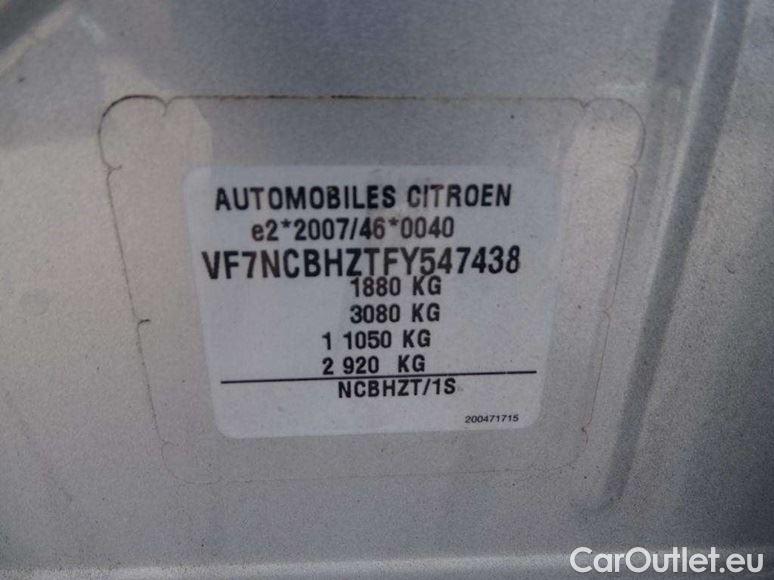 AUTOMOBILES CITROEN
e2*2007/46*0040
VF7NCBHZTFY547438
1880 KG
3080 KG
1 1050 KG
2 920 KG
NCBHZT/1S
200471715
CarOutlet.eu